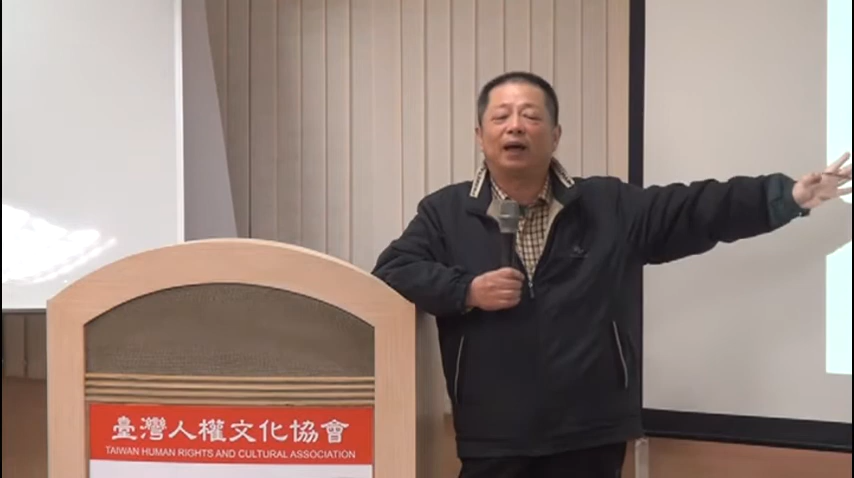 臺灣人權文化協會
TAIWAN HUMAN RIGHTS AND CULTURAL ASSOCIATION